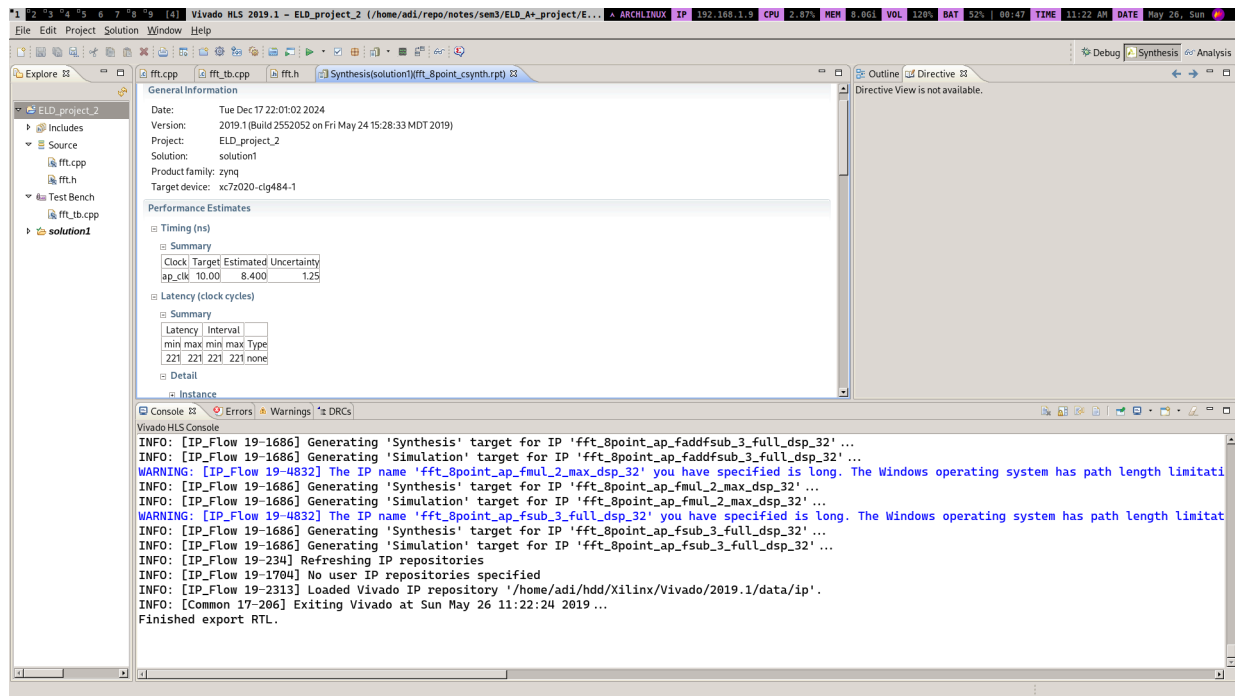 1 2 3 4 5 6 7 8 9 [4] Vivado HLS 2019.1 - ELD_project_2 (/home/adi/repo/notes/sem3/ELD_A+_project/E... ARCHLINUX IP 192.168.1.9 CPU 2.87% MEM 8.0Gi VOL 120% BAT 52% | 00:47 TIME 11:22 AM DATE May 26, Sun
File Edit Project Solution Window Help
Debug Synthesis Analysis
Explore
fft.cpp fft_tb.cpp fft.h Synthesis(solution1)(fft_8point_csynth.rpt)
Outline Directive
ELD_project_2
Includes
Source
fft.cpp
fft.h
Test Bench
fft_tb.cpp
solution1
General Information
Date: Tue Dec 17 22:01:02 2024
Version: 2019.1 (Build 2552052 on Fri May 24 15:28:33 MDT 2019)
Project: ELD_project_2
Solution: solution1
Product family: zynq
Target device: xc7z020-clg484-1
Performance Estimates
Timing (ns)
Summary
Clock Target Estimated Uncertainty
ap_clk 10.00 8.400 1.25
Latency (clock cycles)
Summary
Latency Interval
min max min max Type
221 221 221 221 none
Detail
Instance
Directive View is not available.
Console Errors Warnings DRCs
Vivado HLS Console
INFO: [IP_Flow 19-1686] Generating 'Synthesis' target for IP 'fft_8point_ap_faddfsub_3_full_dsp_32'...
INFO: [IP_Flow 19-1686] Generating 'Simulation' target for IP 'fft_8point_ap_faddfsub_3_full_dsp_32'...
WARNING: [IP_Flow 19-4832] The IP name 'fft_8point_ap_fmul_2_max_dsp_32' you have specified is long. The Windows operating system has path length limitati
INFO: [IP_Flow 19-1686] Generating 'Synthesis' target for IP 'fft_8point_ap_fmul_2_max_dsp_32'...
INFO: [IP_Flow 19-1686] Generating 'Simulation' target for IP 'fft_8point_ap_fmul_2_max_dsp_32'...
WARNING: [IP_Flow 19-4832] The IP name 'fft_8point_ap_fsub_3_full_dsp_32' you have specified is long. The Windows operating system has path length limitat
INFO: [IP_Flow 19-1686] Generating 'Synthesis' target for IP 'fft_8point_ap_fsub_3_full_dsp_32'...
INFO: [IP_Flow 19-1686] Generating 'Simulation' target for IP 'fft_8point_ap_fsub_3_full_dsp_32'...
INFO: [IP_Flow 19-234] Refreshing IP repositories
INFO: [IP_Flow 19-1704] No user IP repositories specified
INFO: [IP_Flow 19-2313] Loaded Vivado IP repository '/home/adi/hdd/Xilinx/Vivado/2019.1/data/ip'.
INFO: [Common 17-206] Exiting Vivado at Sun May 26 11:22:24 2019...
Finished export RTL.